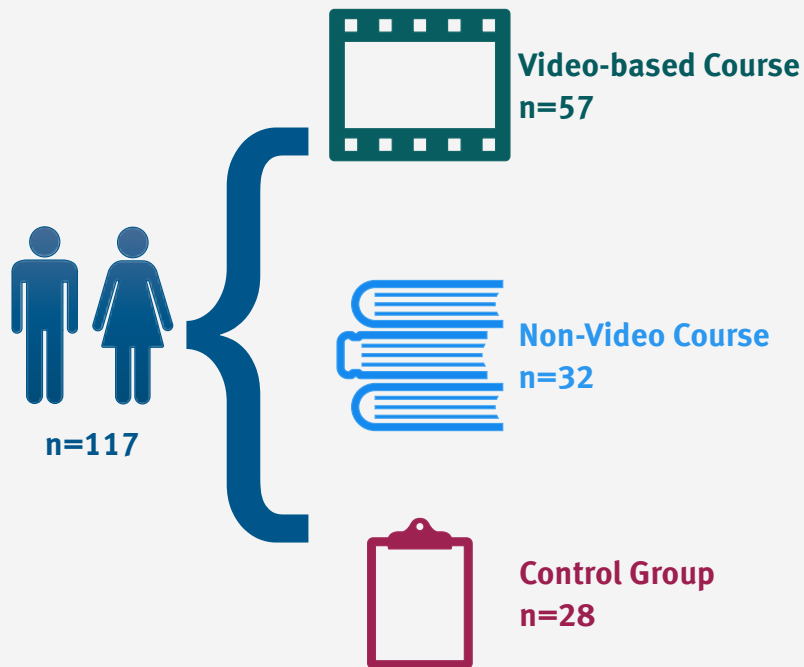 Video-based Course
n=57
n=117
Non-Video Course
n=32
Control Group
n=28